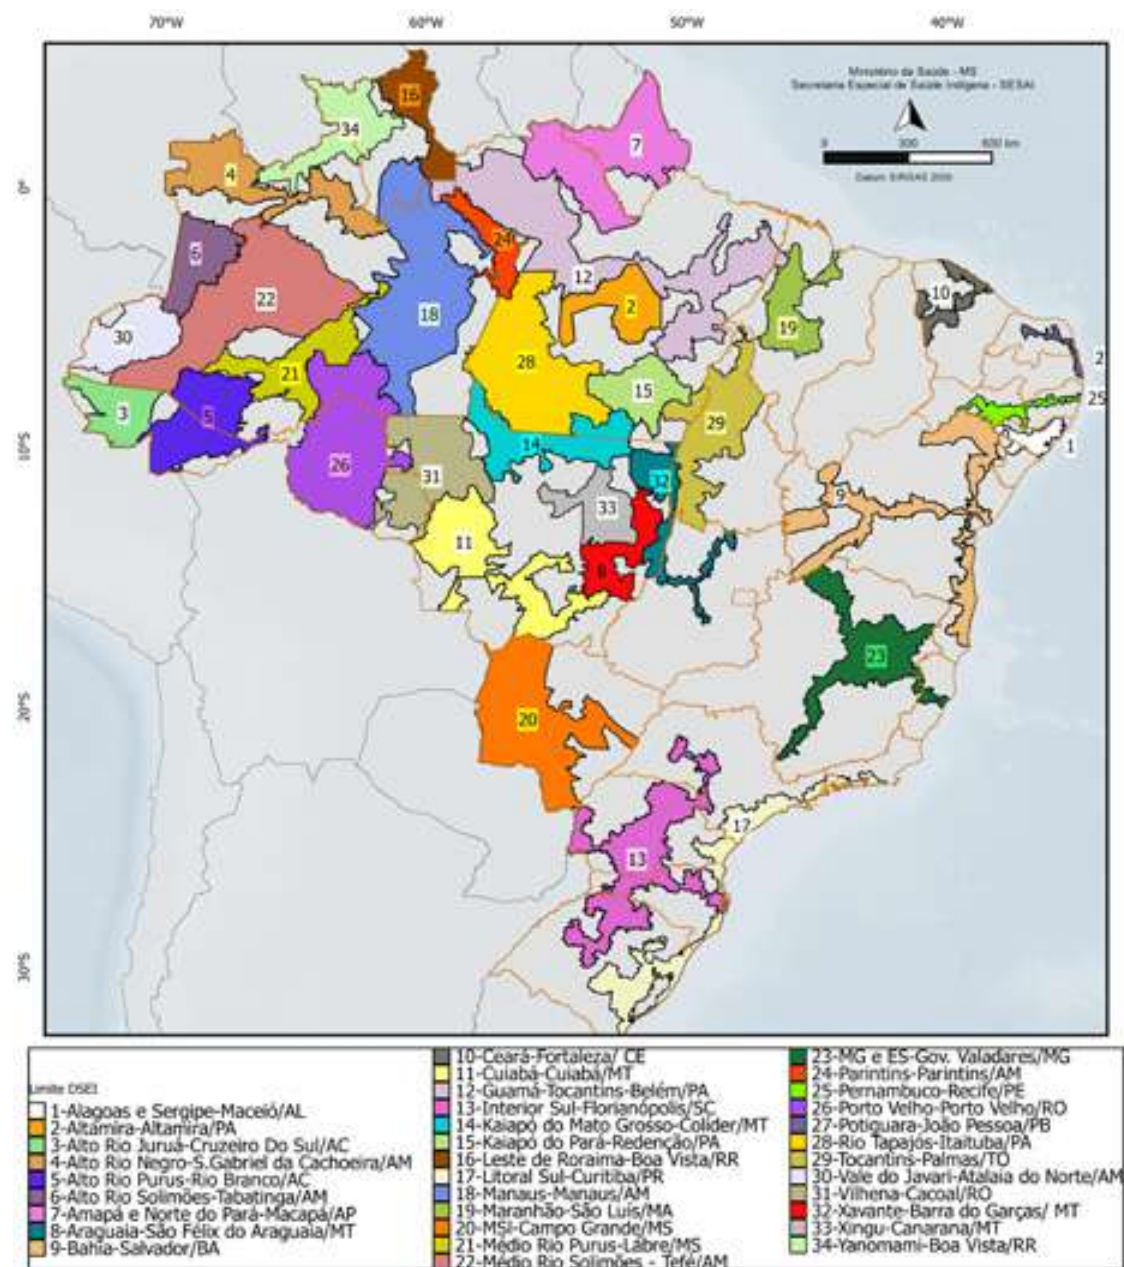 70°W 60°W 50°W 40°W
Ministério da Saúde - MS
Secretaria Especial de Saúde Indígena - SESAI
0 300 600 km
Datum SIRGAS 2000
0°
10°S
20°S
30°S
16
34
7
4
6
24
12
22
10
2
18
19
30
28
2
21
15
25
3
5
29
14
1
26
31
32
9
33
11
8
23
20
17
13
Limite DSEI
1-Alagoas e Sergipe-Maceió/AL
2-Altamira-Altamira/PA
3-Alto Rio Juruá-Cruzeiro Do Sul/AC
4-Alto Rio Negro-S.Gabriel da Cachoeira/AM
5-Alto Rio Purus-Rio Branco/AC
6-Alto Rio Solimões-Tabatinga/AM
7-Amapá e Norte do Pará-Macapá/AP
8-Araguaia-São Félix do Araguaia/MT
9-Bahia-Salvador/BA
10-Ceará-Fortaleza/ CE
11-Cuiabá-Cuiabá/MT
12-Guamá-Tocantins-Belém/PA
13-Interior Sul-Florianópolis/SC
14-Kaiapó do Mato Grosso-Colíder/MT
15-Kaiapó do Pará-Redenção/PA
16-Leste de Roraima-Boa Vista/RR
17-Litoral Sul-Curitiba/PR
18-Manaus-Manaus/AM
19-Maranhão-São Luís/MA
20-MSl-Campo Grande/MS
21-Médio Rio Purus-Labre/MS
22-Médio Rio Solimões - Tefé/AM
23-MG e ES-Gov. Valadares/MG
24-Parintins-Parintins/AM
25-Pernambuco-Recife/PE
26-Porto Velho-Porto Velho/RO
27-Potiguara-João Pessoa/PB
28-Rio Tapajós-Itaituba/PA
29-Tocantins-Palmas/TO
30-Vale do Javari-Atalaia do Norte/AM
31-Vilhena-Cacoal/RO
32-Xavante-Barra do Garças/ MT
33-Xingu-Canarana/MT
34-Yanomami-Boa Vista/RR